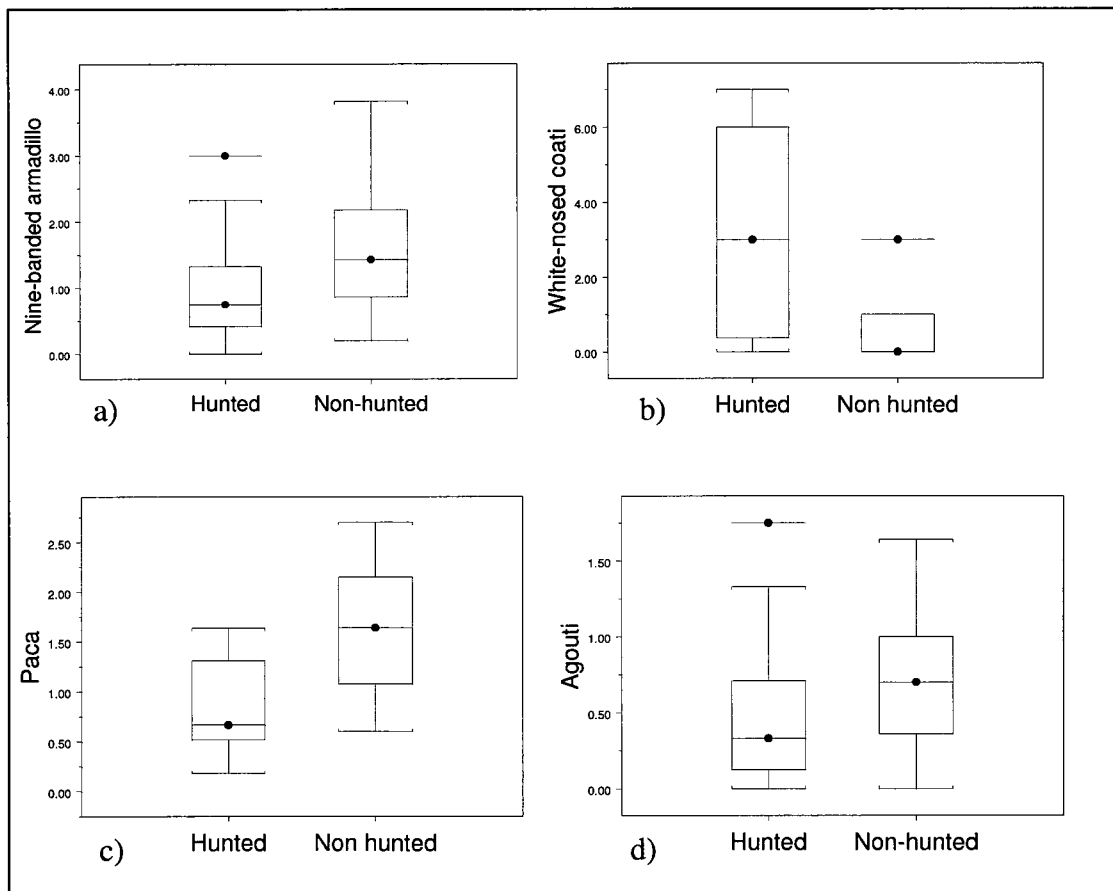 Nine-banded armadillo
4.00
3.00
2.00
1.00
0.00
Hunted Non-hunted
a)
White-nosed coati
6.00
4.00
2.00
0.00
Hunted Non hunted
b)
Paca
2.50
2.00
1.50
1.00
0.50
0.00
Hunted Non hunted
c)
Agouti
1.50
1.00
0.50
0.00
Hunted Non-hunted
d)